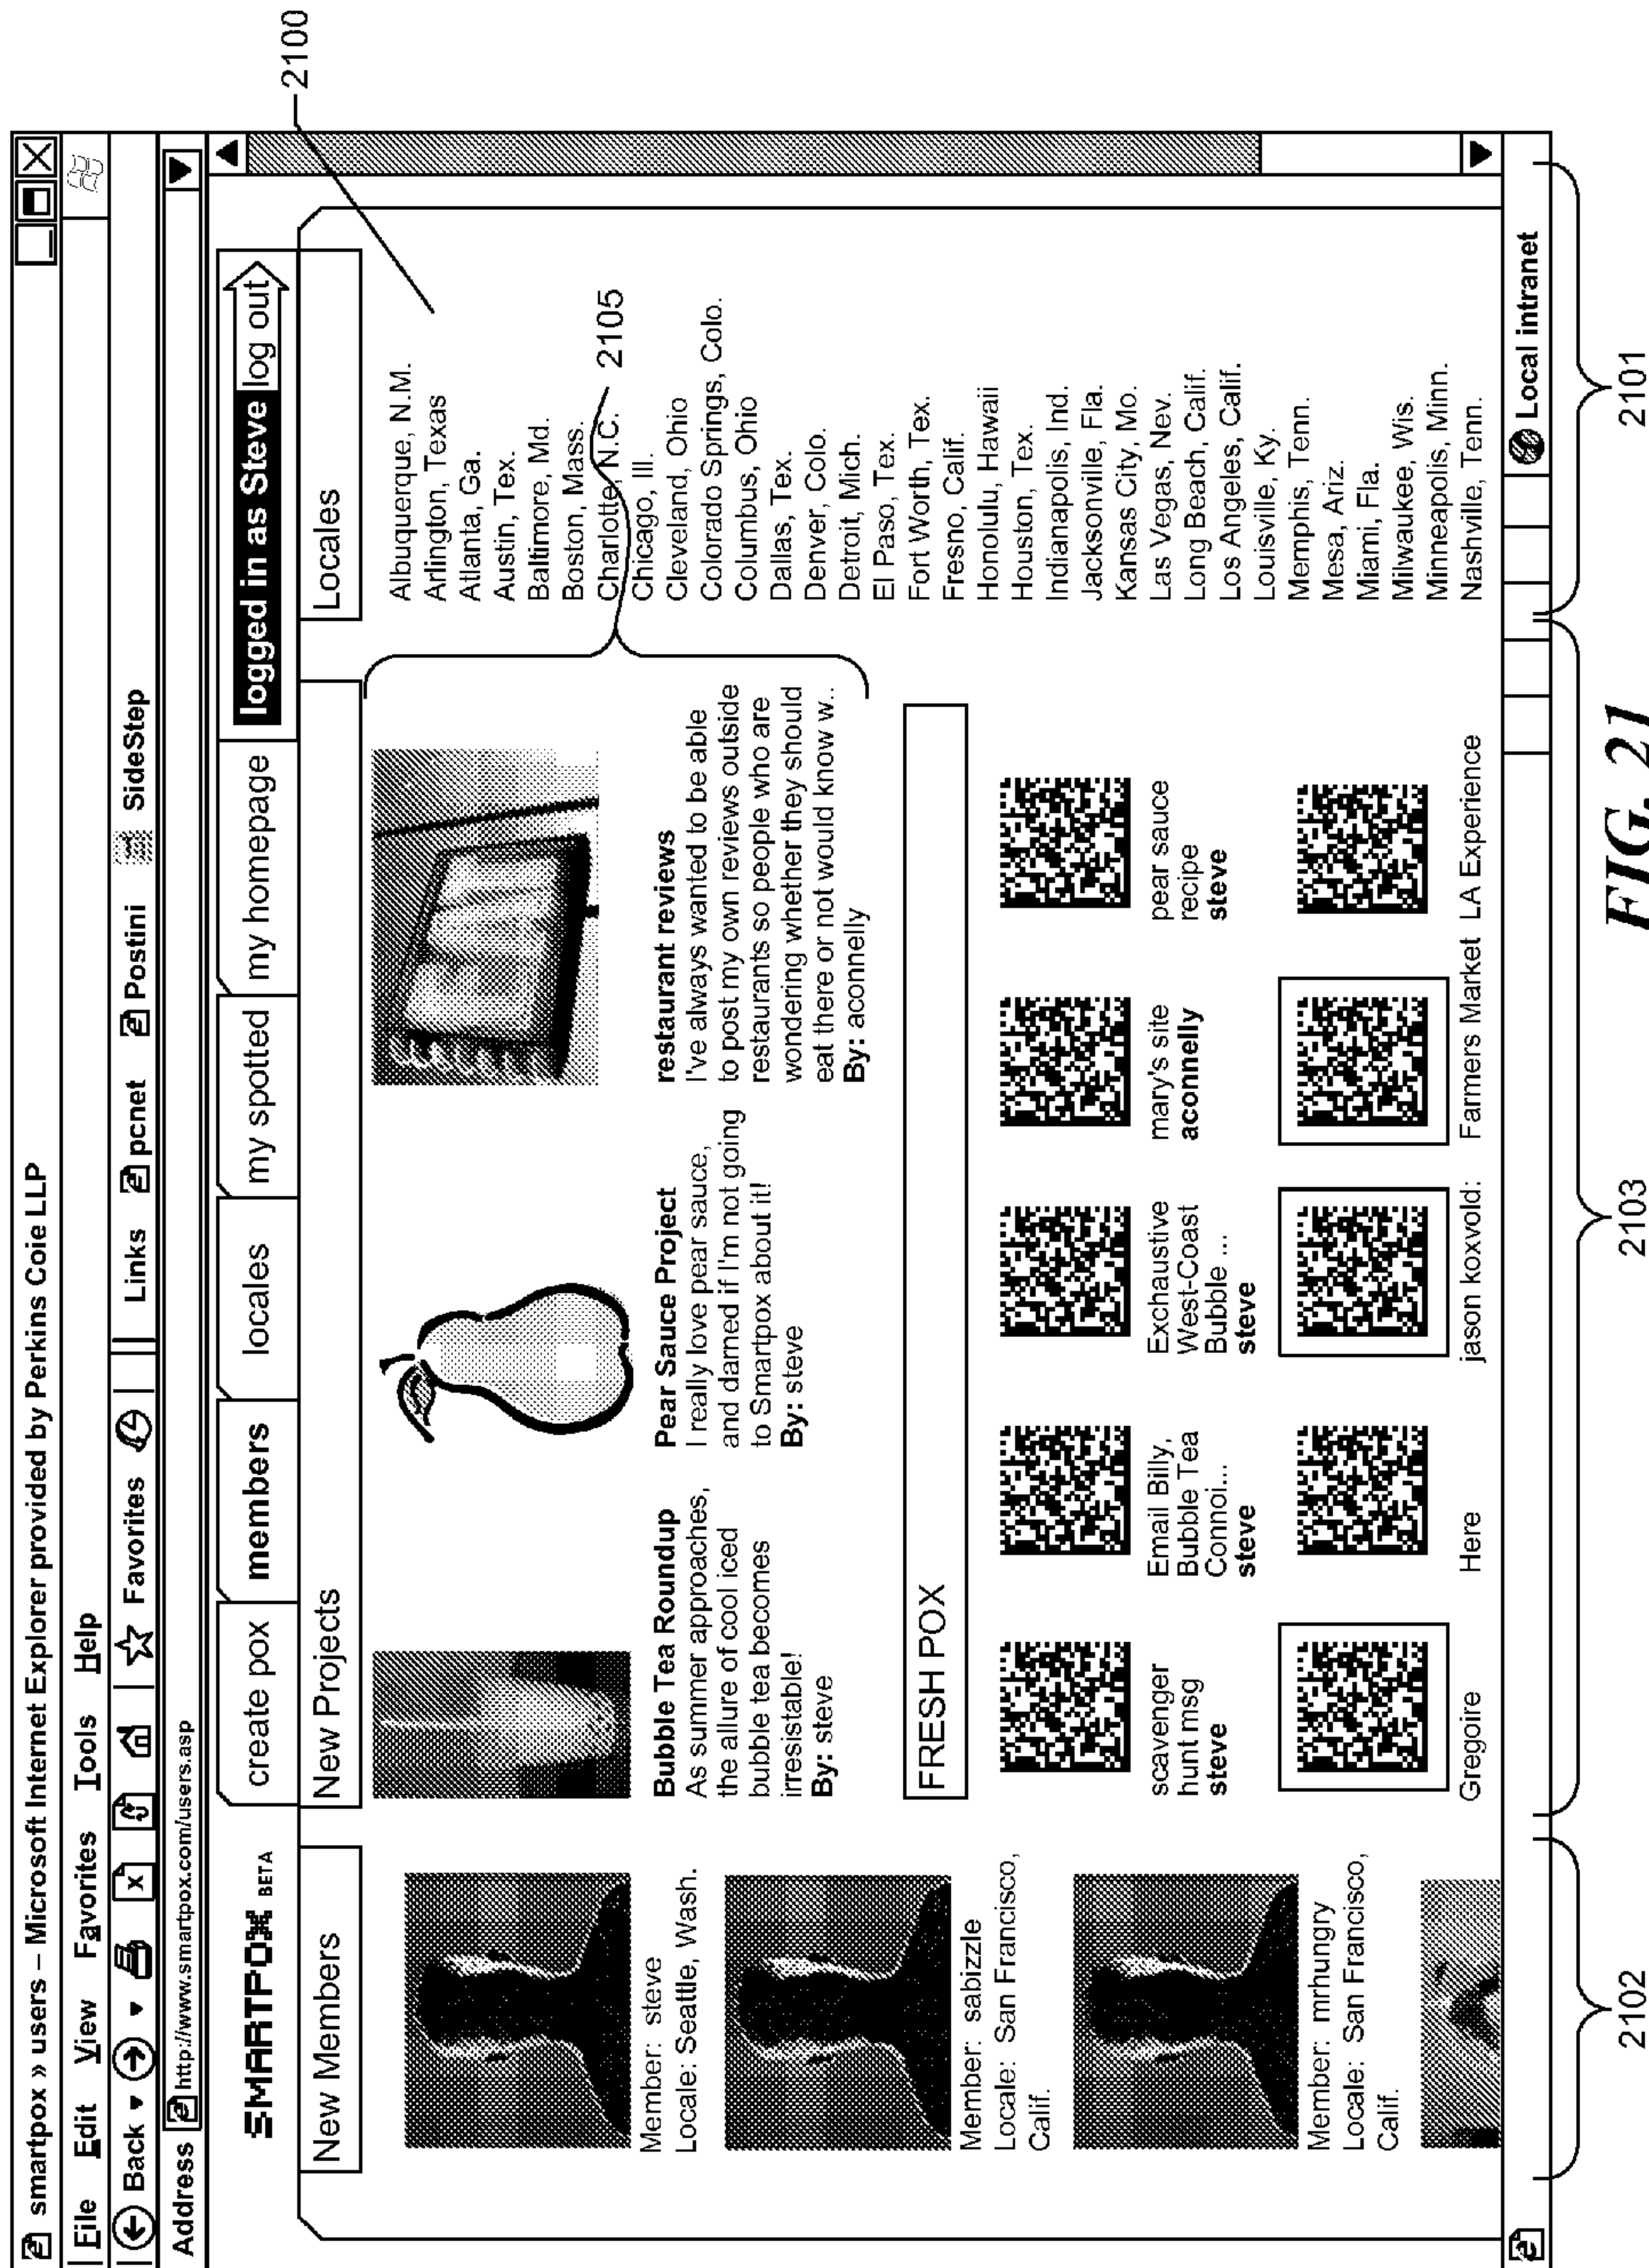 smartpox » users – Microsoft Internet Explorer provided by Perkins Coie LLP
File Edit View Favorites Tools Help
Back Favorites Links pcnet Postini SideStep
Address http://www.smartpox.com/users.asp
SMARTPOX BETA
create pox members locales my spotted my homepage logged in as Steve log out
New Members
Member: steve
Locale: Seattle, Wash.
Member: sabizzle
Locale: San Francisco,
Calif.
Member: mrhungry
Locale: San Francisco,
Calif.
New Projects
Bubble Tea Roundup
As summer approaches,
the allure of cool iced
bubble tea becomes
irresistable!
By: steve
Pear Sauce Project
I really love pear sauce,
and darned if I'm not going
to Smartpox about it!
By: steve
restaurant reviews
I've always wanted to be able
to post my own reviews outside
restaurants so people who are
wondering whether they should
eat there or not would know w..
By: aconnelly
FRESH POX
scavenger
hunt msg
steve
Email Billy,
Bubble Tea
Connoi...
steve
Exchaustive
West-Coast
Bubble ...
steve
mary's site
aconnelly
pear sauce
recipe
steve
Gregoire
Here
jason koxvold:
Farmers Market
LA Experience
Locales
Albuquerque, N.M.
Arlington, Texas
Atlanta, Ga.
Austin, Tex.
Baltimore, Md.
Boston, Mass.
Charlotte, N.C.
Chicago, Ill.
Cleveland, Ohio
Colorado Springs, Colo.
Columbus, Ohio
Dallas, Tex.
Denver, Colo.
Detroit, Mich.
El Paso, Tex.
Fort Worth, Tex.
Fresno, Calif.
Honolulu, Hawaii
Houston, Tex.
Indianapolis, Ind.
Jacksonville, Fla.
Kansas City, Mo.
Las Vegas, Nev.
Long Beach, Calif.
Los Angeles, Calif.
Louisville, Ky.
Memphis, Tenn.
Mesa, Ariz.
Miami, Fla.
Milwaukee, Wis.
Minneapolis, Minn.
Nashville, Tenn.
Local intranet
2100
2105
2102
2103
2101
FIG. 21